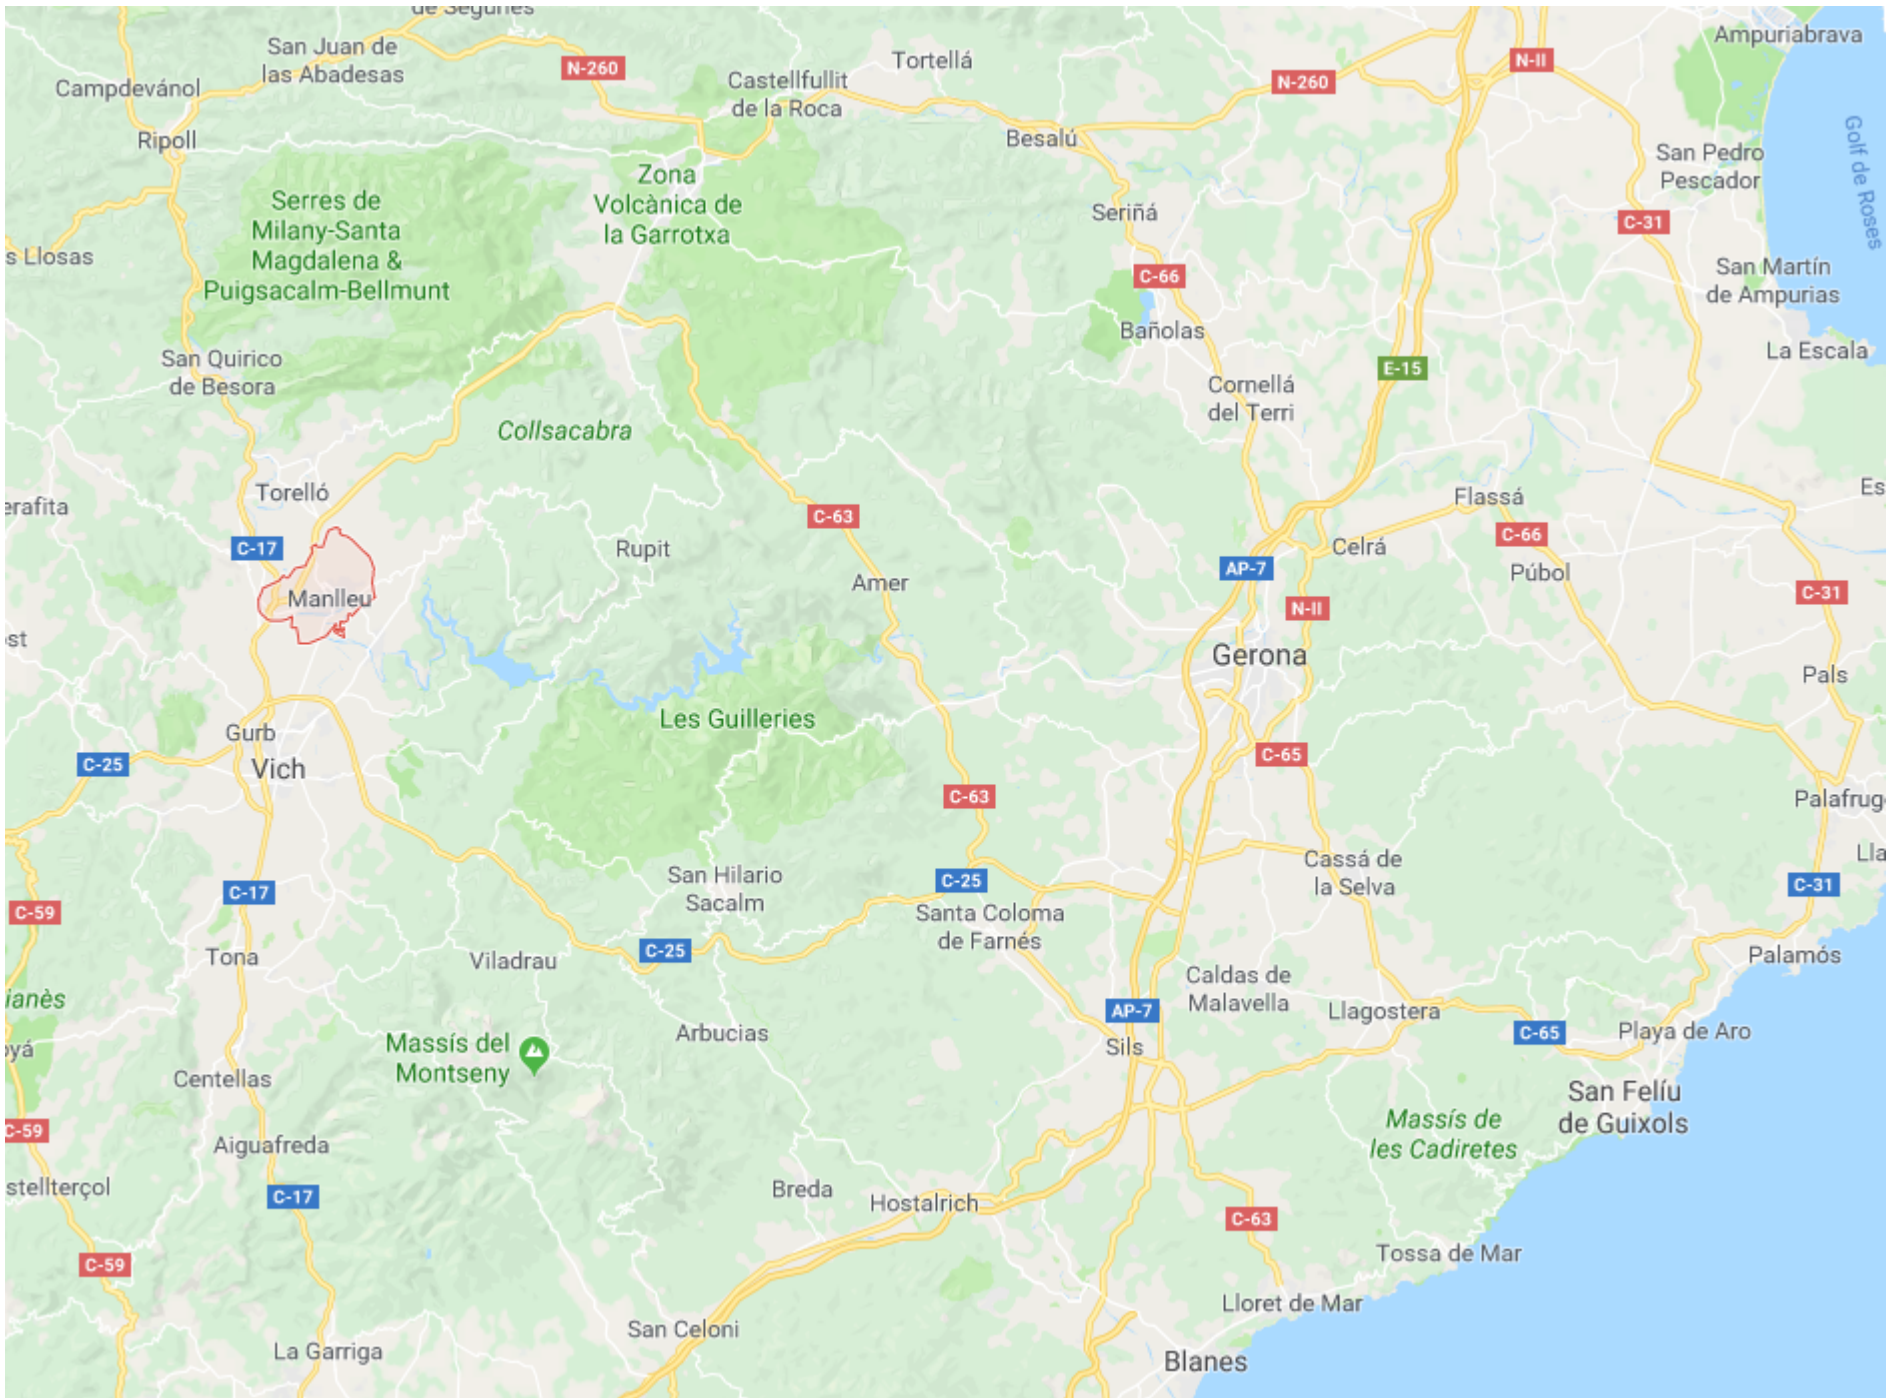 de Seguries
Ampuriabrava
San Juan de
las Abadesas
N-260
Tortellá
N-II
Campdevánol
Castellfullit
de la Roca
N-260
Ripoll
Besalú
Golf de Roses
San Pedro
Pescador
Zona
Volcànica de
la Garrotxa
Serres de
Milany-Santa
Magdalena &
Puigsacalm-Bellmunt
Seriñá
C-31
s Llosas
C-66
San Martín
de Ampurias
Bañolas
La Escala
San Quirico
de Besora
E-15
Cornellá
del Terri
Collsacabra
Torelló
erafita
Es
Flassá
C-63
C-66
C-17
Rupit
Celrá
AP-7
Púbol
Amer
Manlleu
C-31
N-II
st
Gerona
Pals
Les Guilleries
Gurb
C-25
Vich
C-65
C-63
Palafrug
Lla
Cassá de
la Selva
San Hilario
Sacalm
C-25
C-31
C-17
C-59
Santa Coloma
de Farnés
C-25
Tona
Viladrau
Palamós
Caldas de
Malavella
ianès
AP-7
Llagostera
Arbucias
C-65
Playa de Aro
Massís del
Montseny
oyá
Sils
Centellas
San Felíu
de Guixols
Massís de
les Cadiretes
C-59
Aiguafreda
stellterçol
C-17
Breda
Hostalrich
C-63
Tossa de Mar
C-59
Lloret de Mar
San Celoni
La Garriga
Blanes